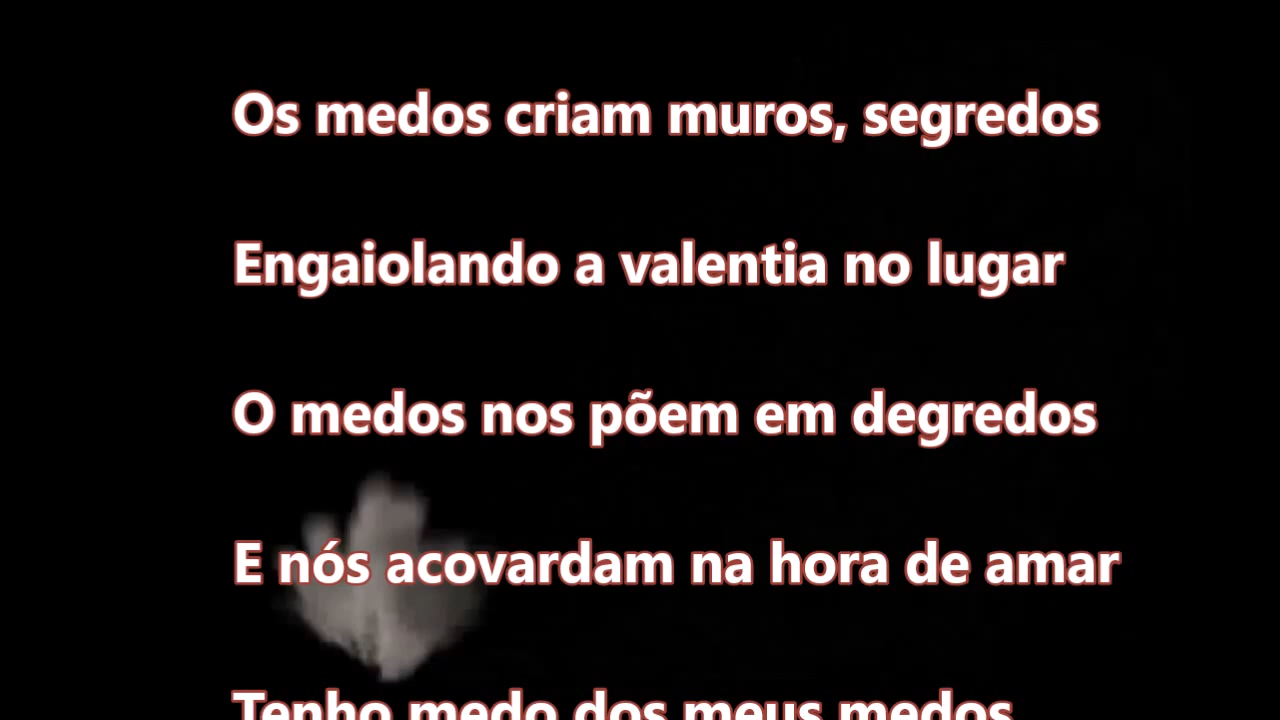 Os medos criam muros, segredos
Engaiolando a valentia no lugar
O medos nos põem em degredos
E nós acovardam na hora de amar
Tenho medo dos meus medos